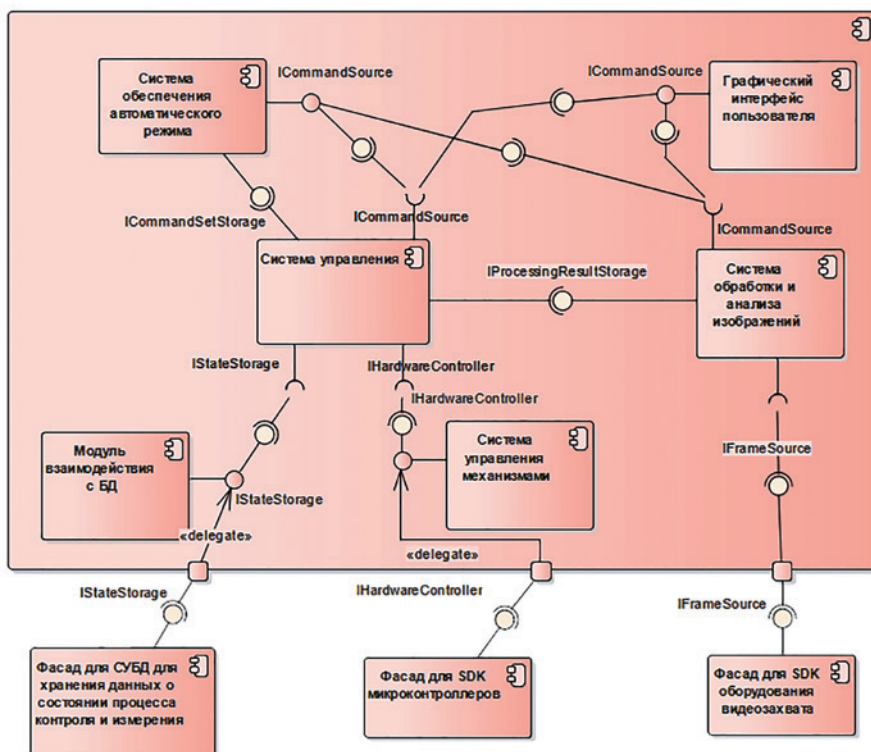 Система
обеспечения
автоматического
режима
ICommandSource
ICommandSource
Графический
интерфейс
пользователя
ICommandSetStorage
ICommandSource
ICommandSource
Система управления
IProcessingResultStorage
Система
обработки и
анализа
изображений
IStateStorage
IHardwareController
IHardwareController
Модуль
взаимодействия
с БД
Система
управления
механизмами
IFrameSource
IStateStorage
«delegate»
«delegate»
IStateStorage
IHardwareController
IFrameSource
Фасад для СУБД для
хранения данных о
состоянии процесса
контроля и измерения
Фасад для SDK
микроконтроллеров
Фасад для SDK
оборудования
видеозахвата